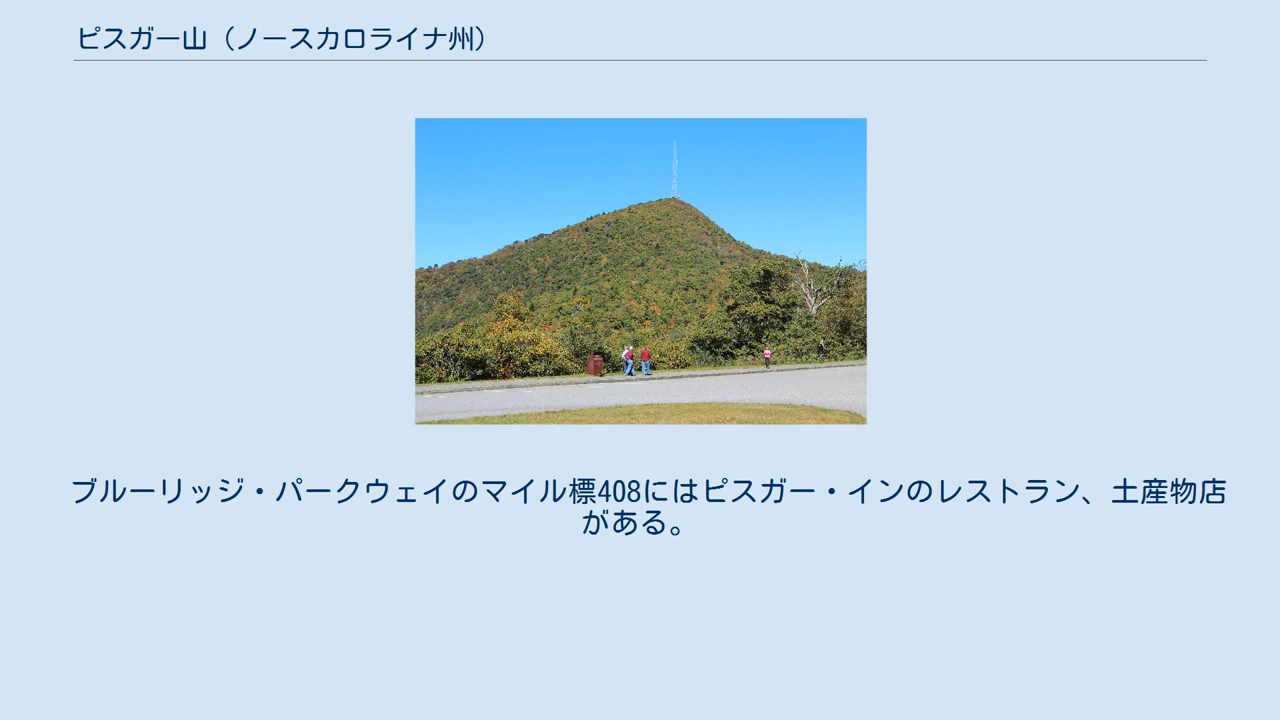 ピスガー山（ノースカロライナ州）
ブルーリッジ・パークウェイのマイル標408にはピスガー・インのレストラン、土産物店
がある。